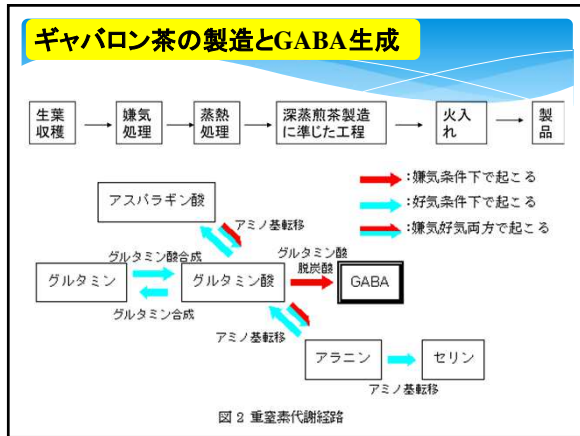 ギャバロン茶の製造とGABA生成
生葉
収穫
嫌気
処理
蒸熱
処理
深蒸煎茶製造
に準じた工程
火入
れ
製
品
:嫌気条件下で起こる
:好気条件下で起こる
:嫌気好気両方で起こる
アスパラギン酸
アミノ基転移
グルタミン酸合成
グルタミン酸
脱炭酸
グルタミン
グルタミン酸
GABA
グルタミン合成
アミノ基転移
アラニン
セリン
アミノ基転移
図2 重窒素代謝経路